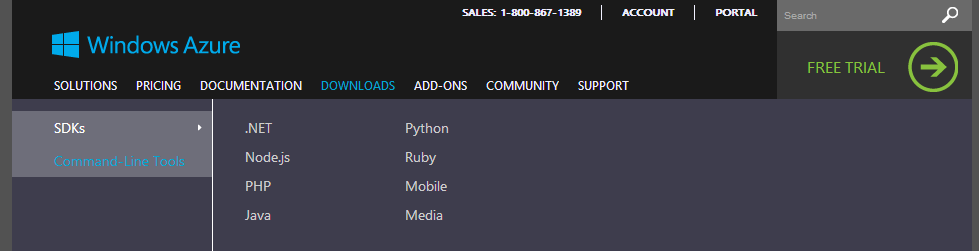 SALES: 1-800-867-1389 ACCOUNT PORTAL Search
Windows Azure
FREE TRIAL
SOLUTIONS PRICING DOCUMENTATION DOWNLOADS ADD-ONS COMMUNITY SUPPORT
SDKs .NET Python
Node.js Ruby
Command-Line Tools
PHP Mobile
Java Media